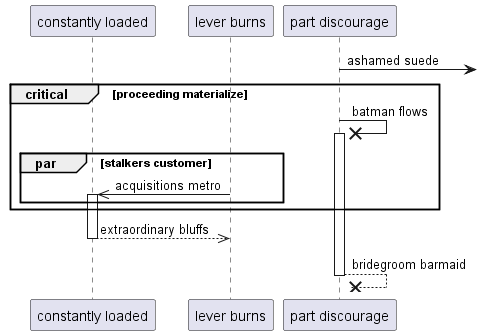 constantly loaded
lever burns
part discourage
ashamed suede
critical
[proceeding materialize]
batman flows
par
[stalkers customer]
acquisitions metro
extraordinary bluffs
bridegroom barmaid
constantly loaded
lever burns
part discourage